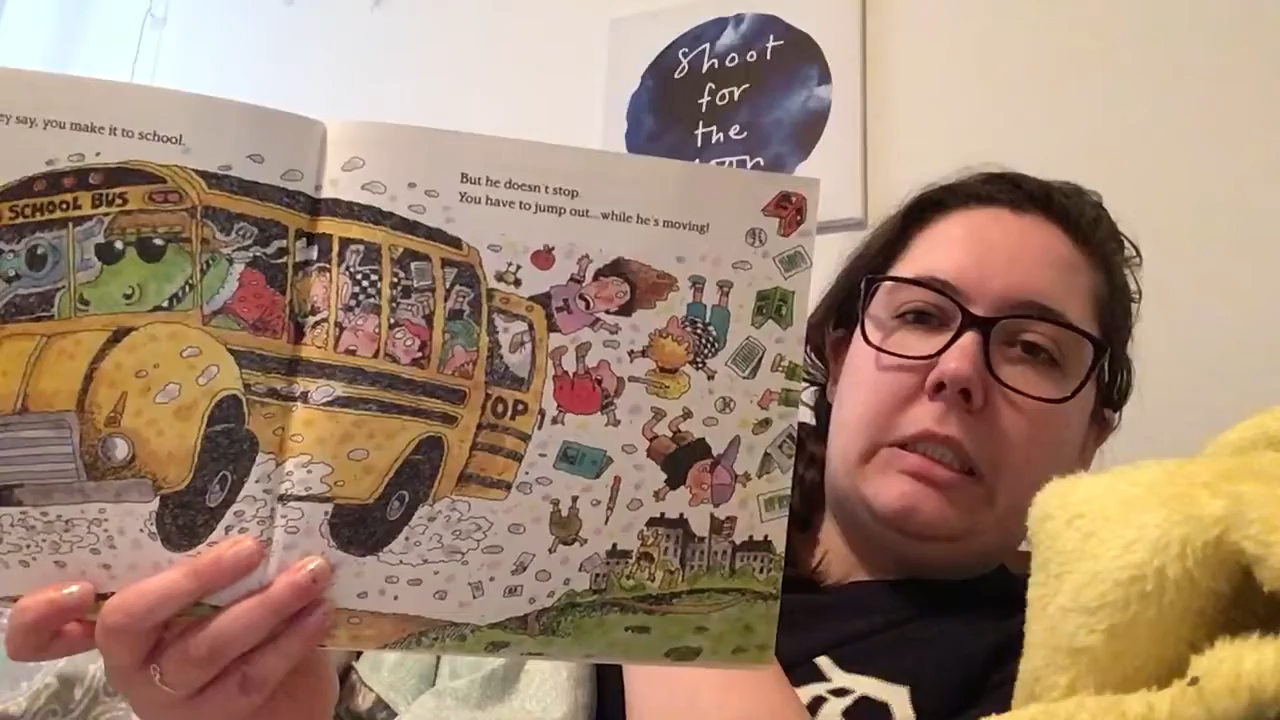 Shoot
for
the
say, you make it to school.
But he doesn't stop.
You have to jump out...while he's moving!
SCHOOL BUS
OP